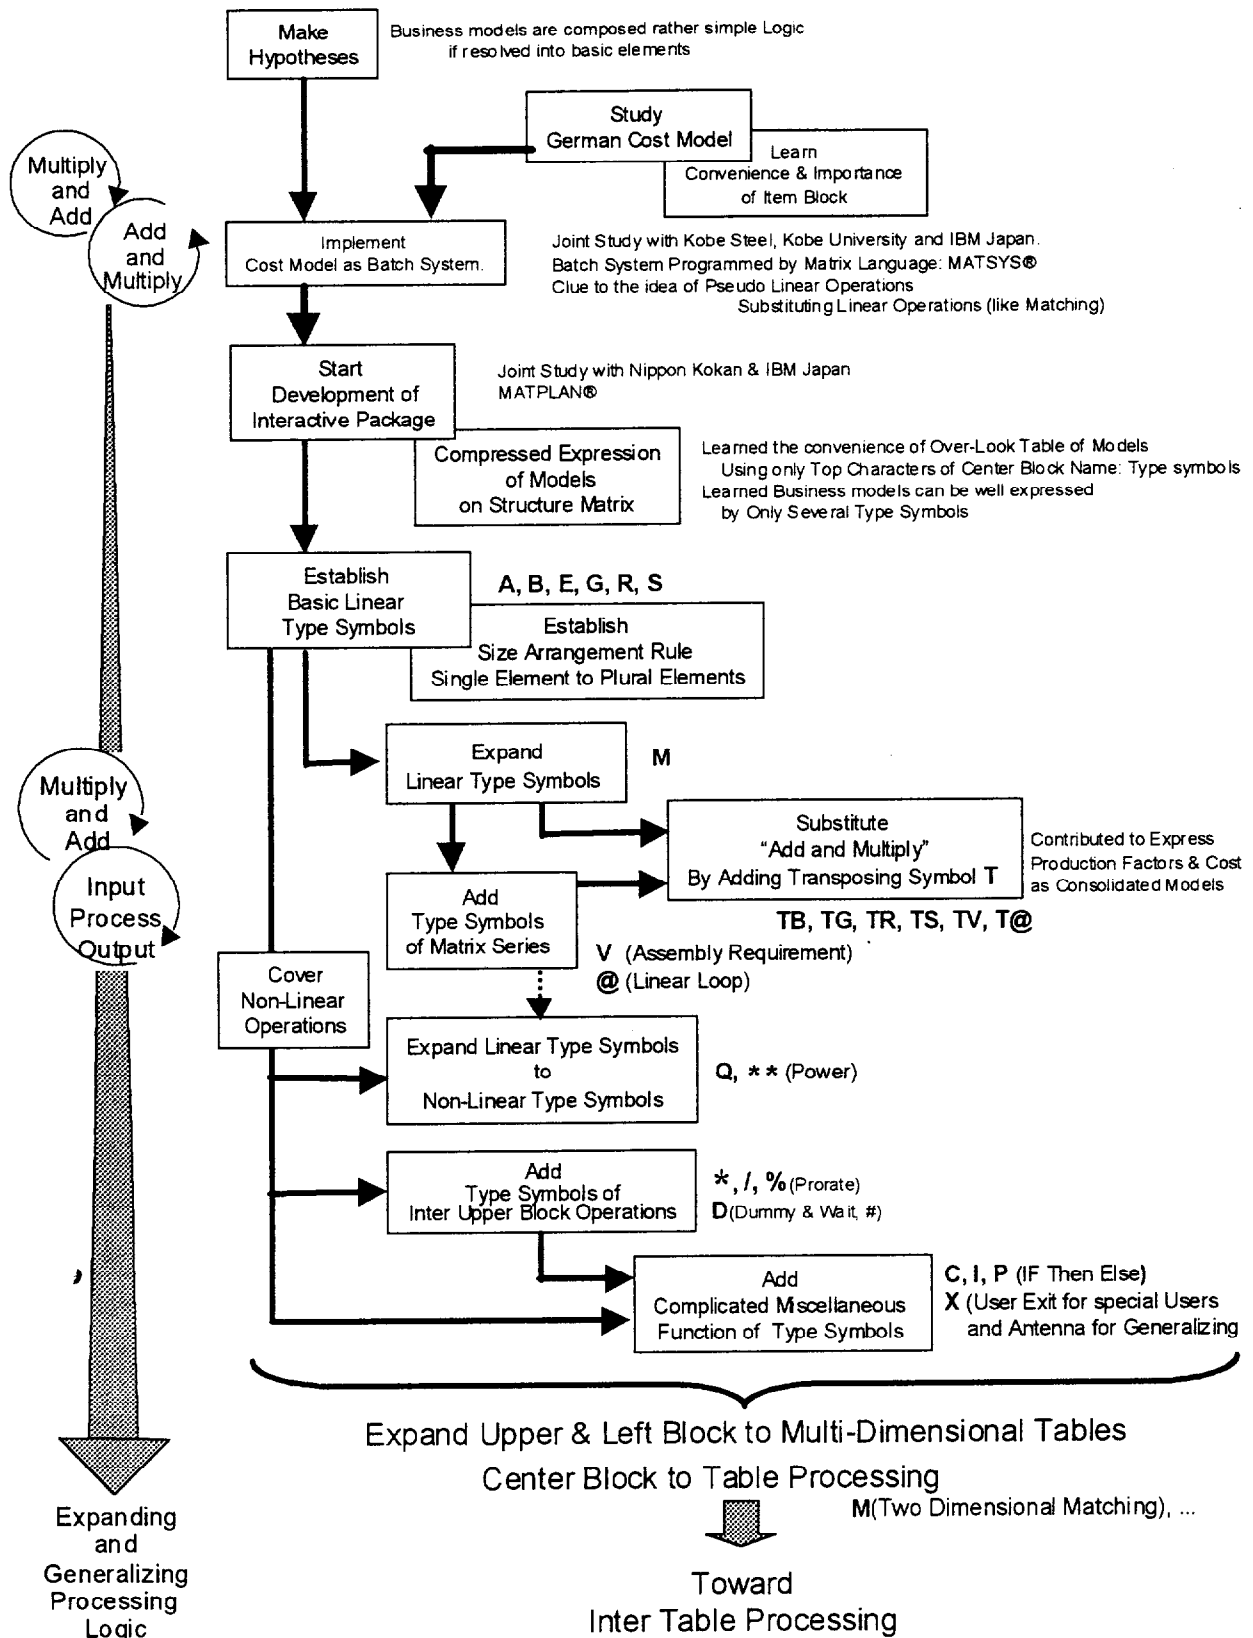 Make
Hypotheses
Business models are composed rather simple Logic
if resolved into basic elements
Study
German Cost Model
Learn
Convenience & Importance
of Item Block
Multiply
and
Add
Add
and
Multiply
Implement
Cost Model as Batch System.
Joint Study with Kobe Steel, Kobe University and IBM Japan.
Batch System Programmed by Matrix Language: MATSYS®
Clue to the idea of Pseudo Linear Operations
Substituting Linear Operations (like Matching)
Start
Development of
Interactive Package
Joint Study with Nippon Kokan & IBM Japan
MATPLAN®
Compressed Expression
of Models
on Structure Matrix
Learned the convenience of Over-Look Table of Models
Using only Top Characters of Center Block Name: Type symbols
Learned Business models can be well expressed
by Only Several Type Symbols
Establish
Basic Linear
Type Symbols
A, B, E, G, R, S
Establish
Size Arrangement Rule
Single Element to Plural Elements
Expand
Linear Type Symbols
M
Multiply
and
Add
Input
Process
Output
Substitute
"Add and Multiply"
By Adding Transposing Symbol T
Contributed to Express
Production Factors & Cost
as Consolidated Models
TB, TG, TR, TS, TV, T@
Add
Type Symbols
of Matrix Series
V (Assembly Requirement)
@ (Linear Loop)
Cover
Non-Linear
Operations
Expand Linear Type Symbols
to
Non-Linear Type Symbols
Q, ** (Power)
Add
Type Symbols of
Inter Upper Block Operations
*, /, % (Prorate)
D(Dummy & Wait, #)
Add
Complicated Miscellaneous
Function of Type Symbols
C, I, P (IF Then Else)
X (User Exit for special Users
and Antenna for Generalizing
Expand Upper & Left Block to Multi-Dimensional Tables
Center Block to Table Processing
M(Two Dimensional Matching), ...
Toward
Inter Table Processing
Expanding
and
Generalizing
Processing
Logic